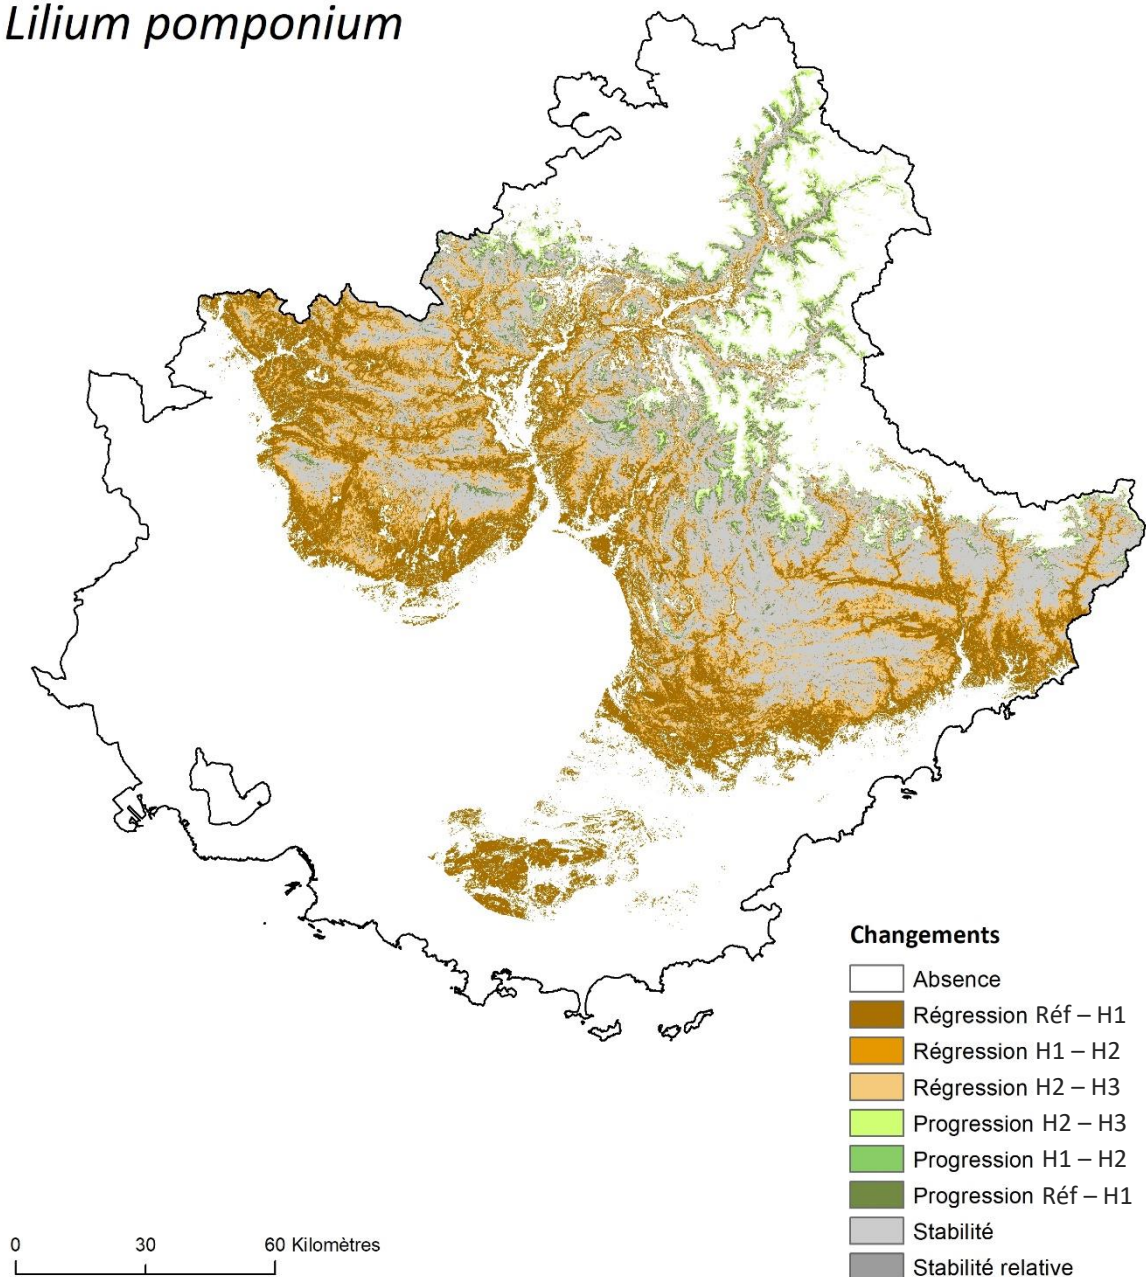 Lilium pomponium
Changements
Absence
Régression Réf – H1
Régression H1 – H2
Régression H2 – H3
Progression H2 – H3
Progression H1 – H2
Progression Réf – H1
Stabilité
Stabilité relative
0 30 60 Kilomètres